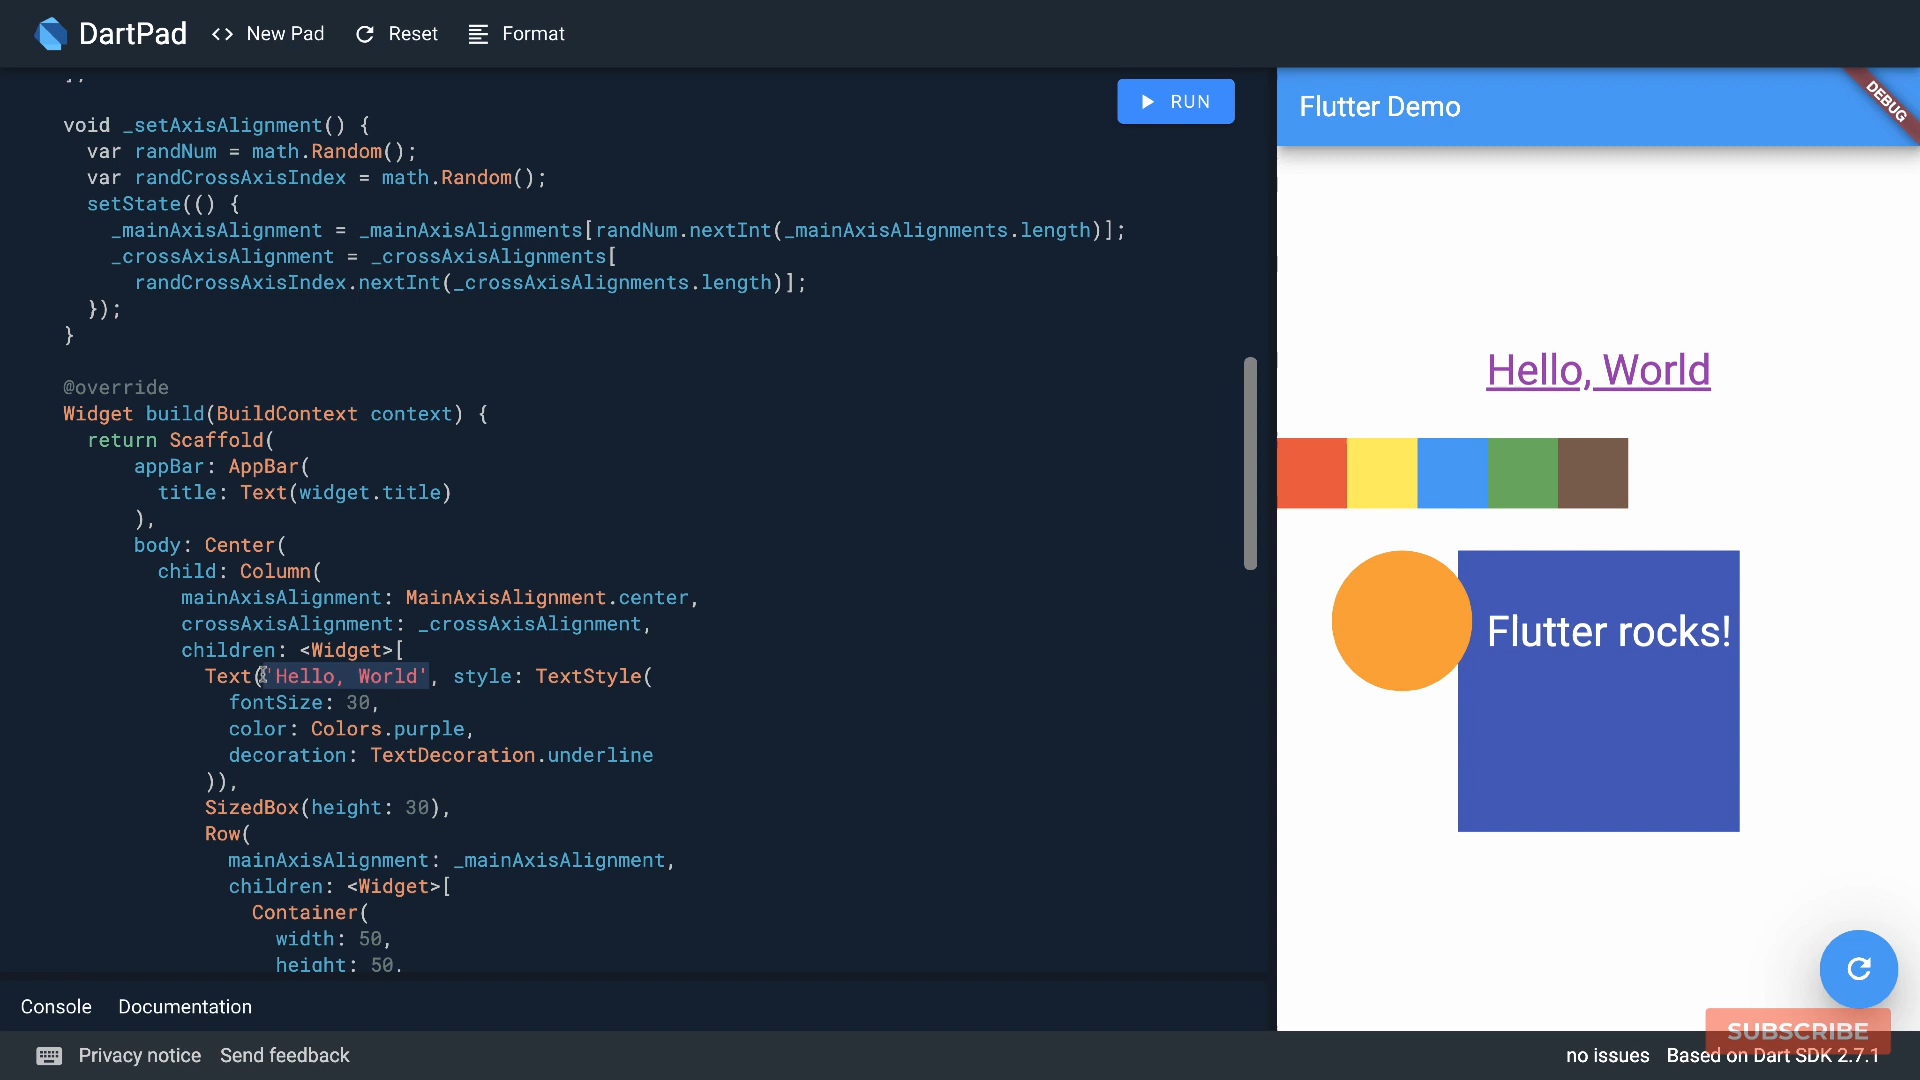 DartPad
<> New Pad
Reset
Format
];
void _setAxisAlignment() {
var randNum = math.Random();
var randCrossAxisIndex = math.Random();
setState(() {
_mainAxisAlignment = _mainAxisAlignments[randNum.nextInt(_mainAxisAlignments.length)];
_crossAxisAlignment = _crossAxisAlignments[
randCrossAxisIndex.nextInt(_crossAxisAlignments.length)];
});
}
@override
Widget build(BuildContext context) {
return Scaffold(
appBar: AppBar(
title: Text(widget.title)
),
body: Center(
child: Column(
mainAxisAlignment: MainAxisAlignment.center,
crossAxisAlignment: _crossAxisAlignment,
children: <Widget>[
Text('Hello, World', style: TextStyle(
fontSize: 30,
color: Colors.purple,
decoration: TextDecoration.underline
)),
SizedBox(height: 30),
Row(
mainAxisAlignment: _mainAxisAlignment,
children: <Widget>[
Container(
width: 50,
height: 50,
RUN
Flutter Demo
DEBUG
Hello, World
Flutter rocks!
Console
Documentation
Privacy notice
Send feedback
SUBSCRIBE
no issues
Based on Dart SDK 2.7.1